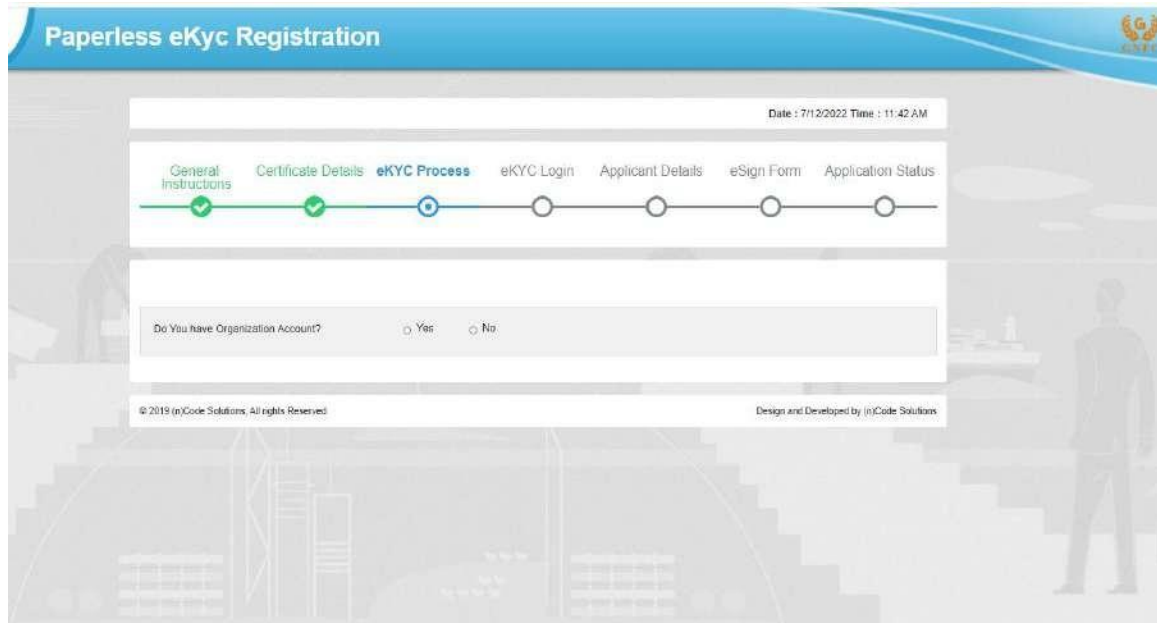 Paperless eKyc Registration
G
GNFC
Date : 7/12/2022 Time : 11:42 AM
General
Instructions
Certificate Details
eKYC Process
eKYC Login
Applicant Details
eSign Form
Application Status
Do You have Organization Account? Yes No
© 2019 (n)Code Solutions, All rights Reserved
Design and Developed by (n)Code Solutions